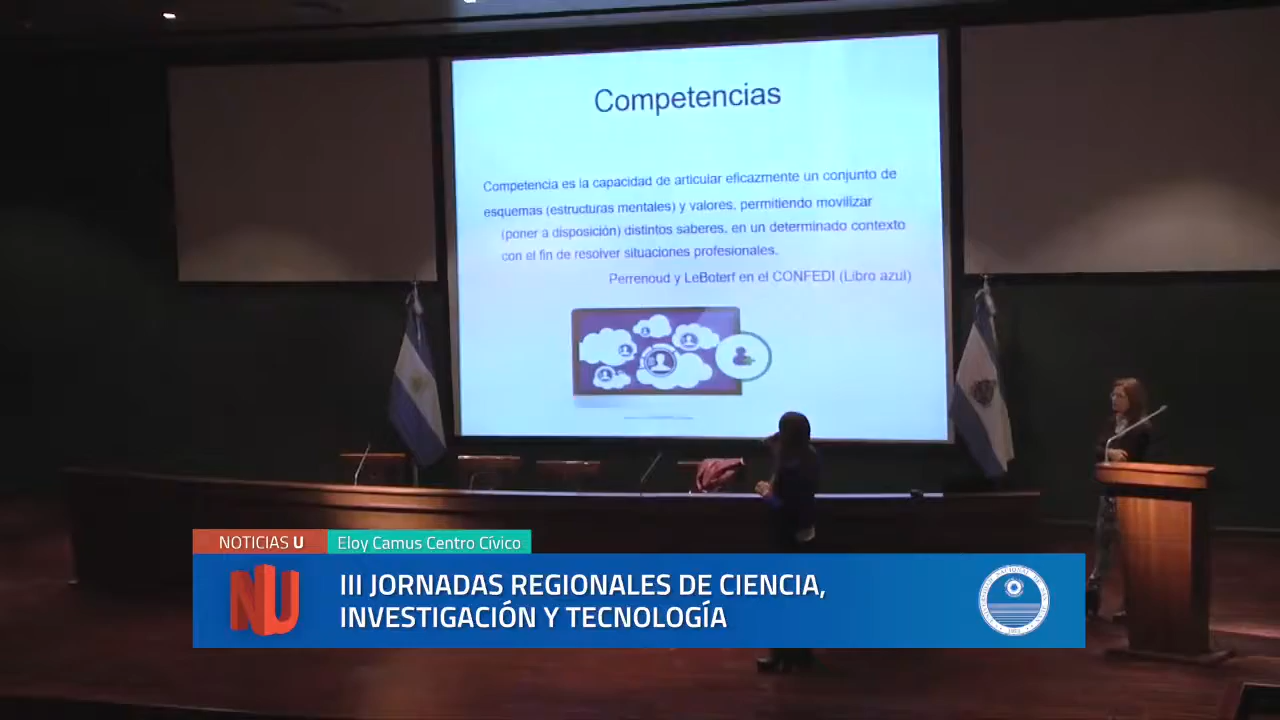 Competencias
Competencia es la capacidad de articular eficazmente un conjunto de
esquemas (estructuras mentales) y valores, permitiendo movilizar
(poner a disposición) distintos saberes, en un determinado contexto
con el fin de resolver situaciones profesionales.
Perrenoud y LeBoterf en el CONFEDI (Libro azul)
NOTICIAS U
Eloy Camus Centro Cívico
NU
III JORNADAS REGIONALES DE CIENCIA,
INVESTIGACIÓN Y TECNOLOGÍA